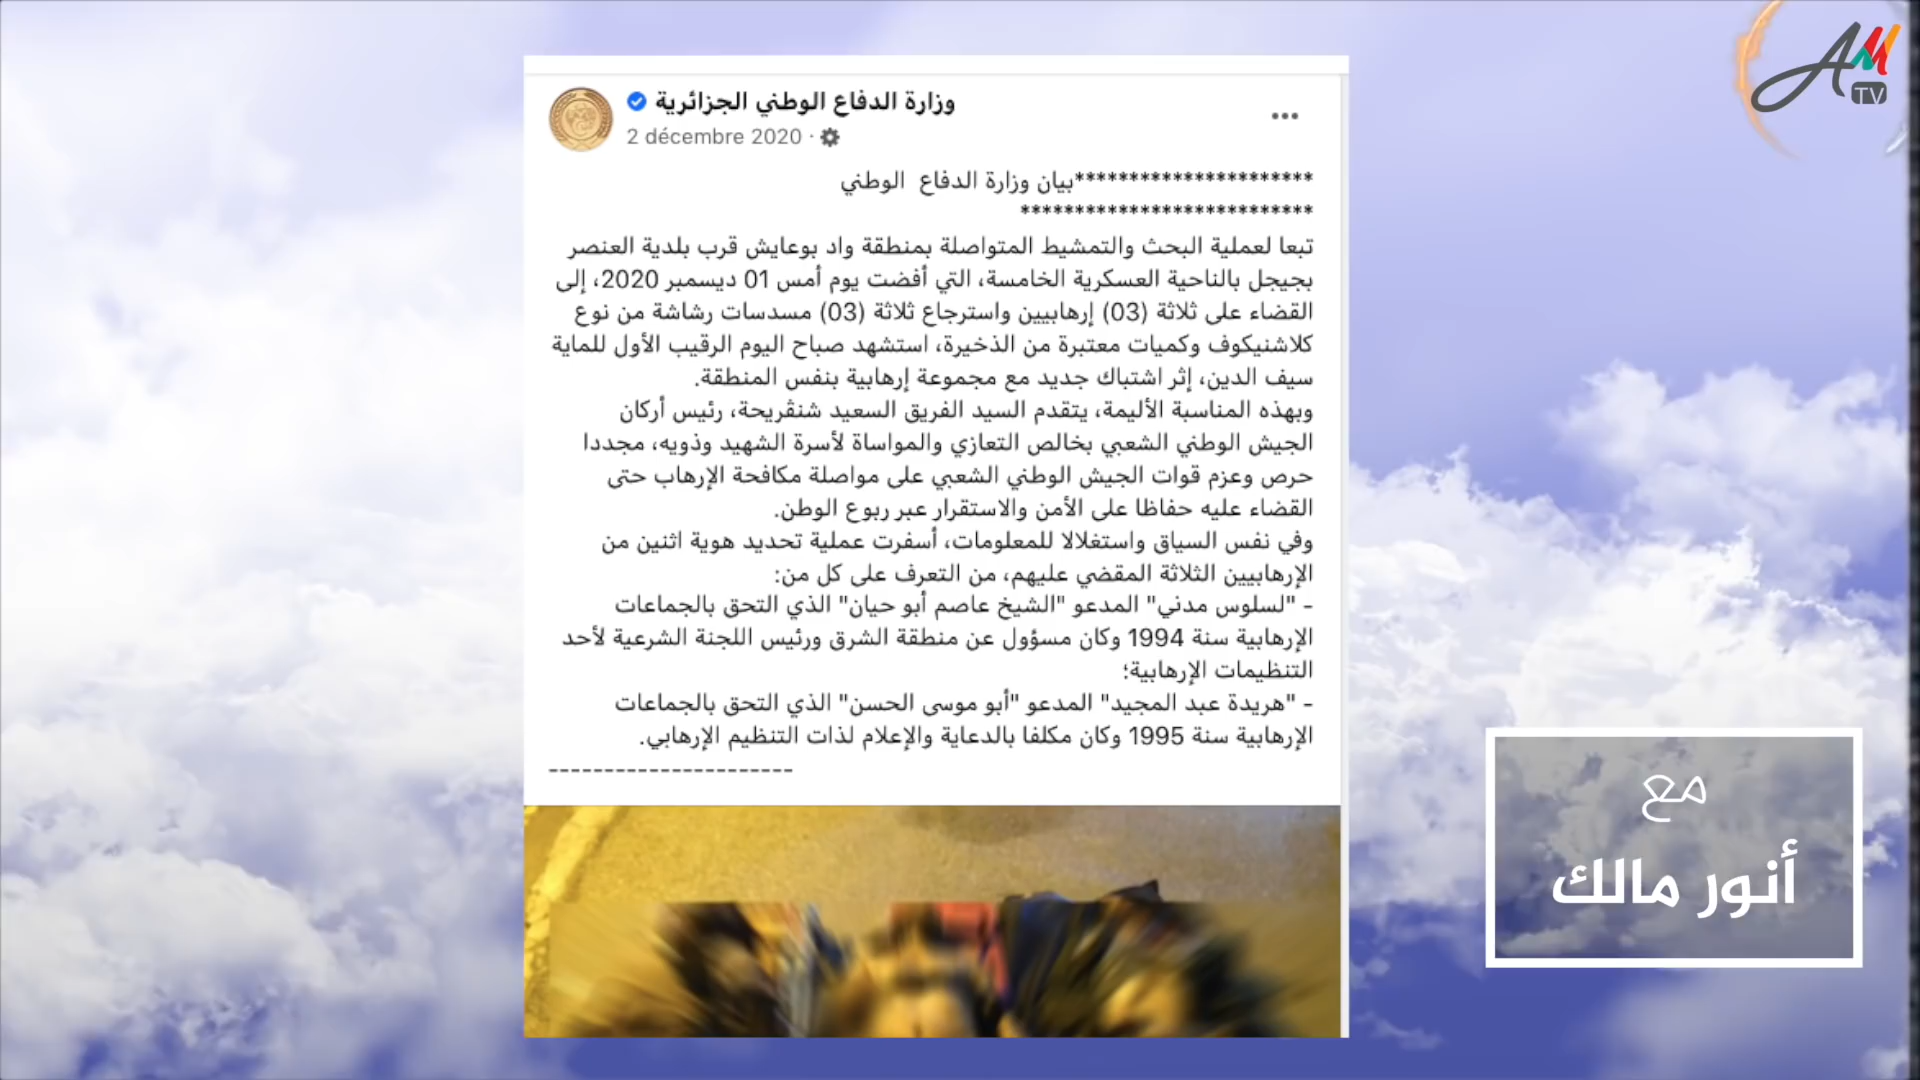 AM
TV
وزارة الدفاع الوطني الجزائرية
2 décembre 2020 ·
**********************بيان وزارة الدفاع الوطني
***************************
تبعا لعملية البحث والتمشيط المتواصلة بمنطقة واد بوعايش قرب بلدية العنصر
بجيجل بالناحية العسكرية الخامسة، التي أفضت يوم أمس 01 ديسمبر 2020، إلى
القضاء على ثلاثة (03) إرهابيين واسترجاع ثلاثة (03) مسدسات رشاشة من نوع
كلاشنيكوف وكميات معتبرة من الذخيرة، استشهد صباح اليوم الرقيب الأول للماية
سيف الدين، إثر اشتباك جديد مع مجموعة إرهابية بنفس المنطقة.
وبهذه المناسبة الأليمة، يتقدم السيد الفريق السعيد شنڤريحة، رئيس أركان
الجيش الوطني الشعبي بخالص التعازي والمواساة لأسرة الشهيد وذويه، مجددا
حرص وعزم قوات الجيش الوطني الشعبي على مواصلة مكافحة الإرهاب حتى
القضاء عليه حفاظا على الأمن والاستقرار عبر ربوع الوطن.
وفي نفس السياق واستغلالا للمعلومات، أسفرت عملية تحديد هوية اثنين من
الإرهابيين الثلاثة المقضي عليهم، من التعرف على كل من:
- "لسلوس مدني" المدعو "الشيخ عاصم أبو حيان" الذي التحق بالجماعات
الإرهابية سنة 1994 وكان مسؤول عن منطقة الشرق ورئيس اللجنة الشرعية لأحد
التنظيمات الإرهابية؛
- "هريدة عبد المجيد" المدعو "أبو موسى الحسن" الذي التحق بالجماعات
الإرهابية سنة 1995 وكان مكلفا بالدعاية والإعلام لذات التنظيم الإرهابي.
----------------------
مع
أنور مالك